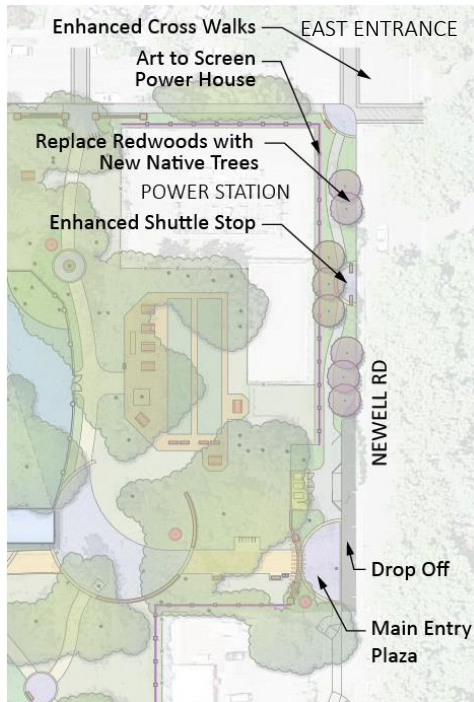 Enhanced Cross Walks
EAST ENTRANCE
Art to Screen
Power House
Replace Redwoods with
New Native Trees
POWER STATION
Enhanced Shuttle Stop
NEWELL RD
Drop Off
Main Entry
Plaza